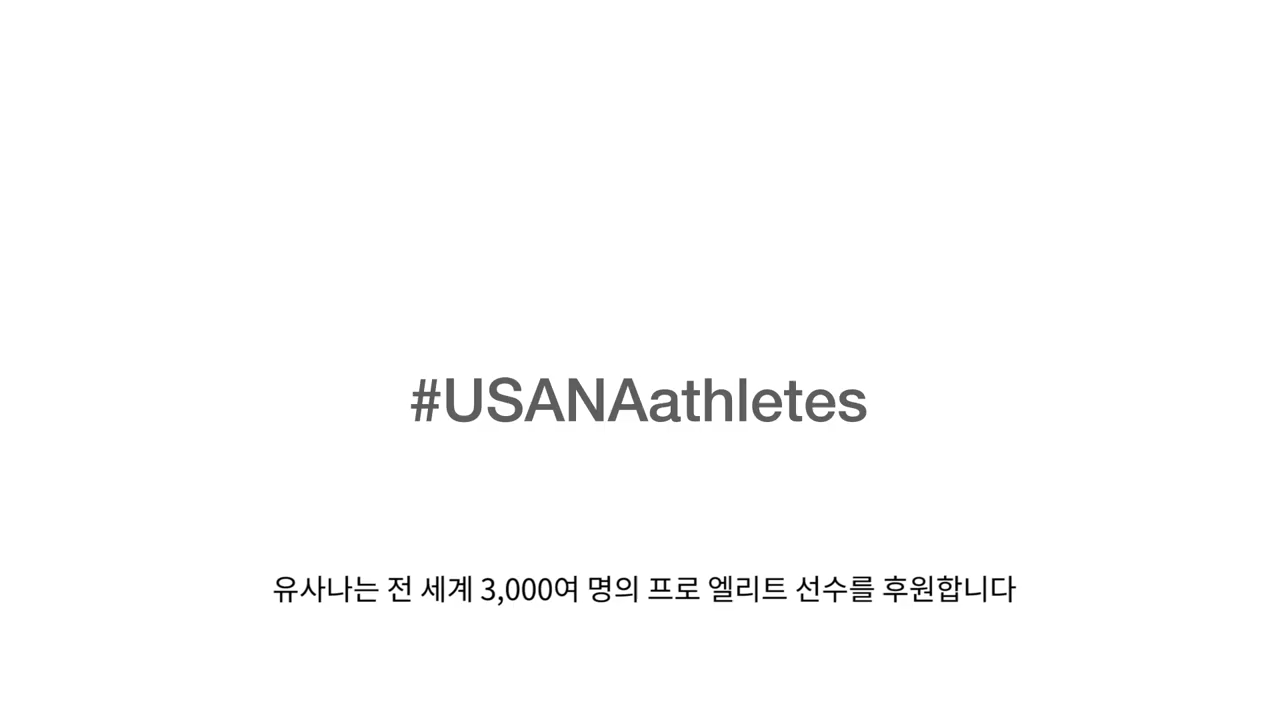 #USANAathletes
유사나는 전 세계 3,000여 명의 프로 엘리트 선수를 후원합니다